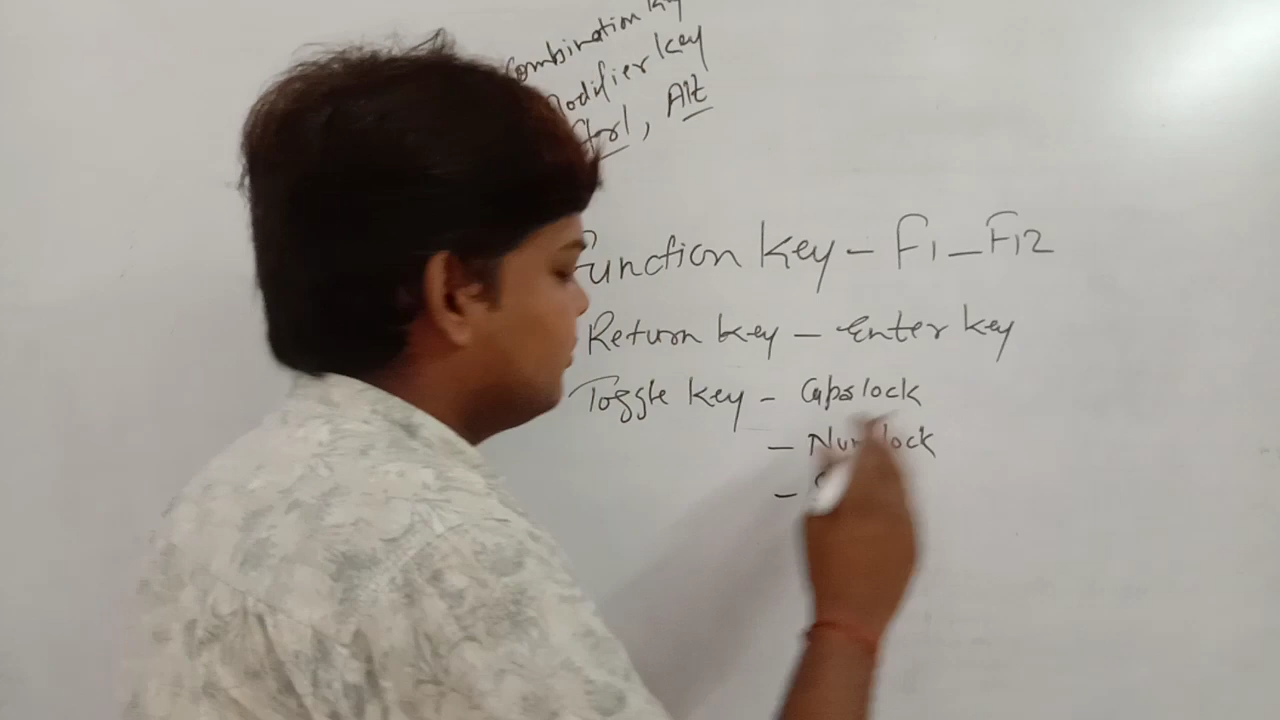 Combination key
Modifier key
Ctrl, Alt
Function key - F1 - F12
Return key - Enter key
Toggle key - Capslock
- Numlock
-